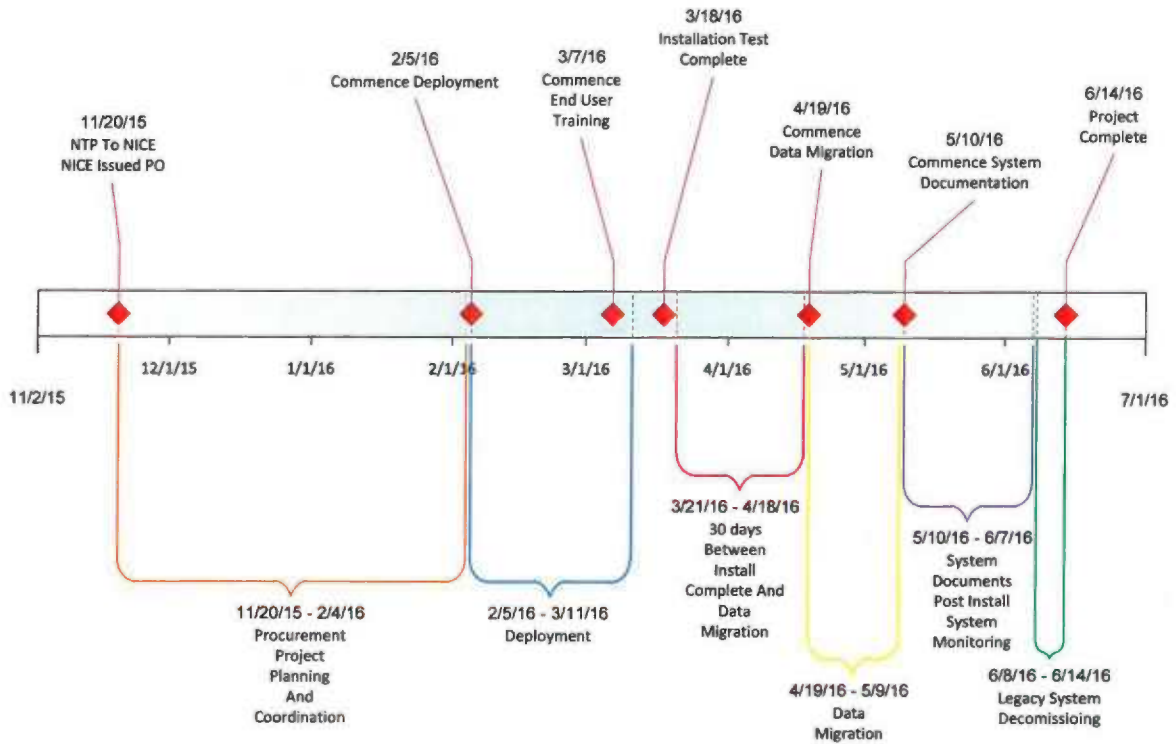 11/20/15
NTP To NICE
NICE Issued PO
2/5/16
Commence Deployment
3/7/16
Commence
End User
Training
3/18/16
Installation Test
Complete
4/19/16
Commence
Data Migration
5/10/16
Commence System
Documentation
6/14/16
Project
Complete
11/2/15
12/1/15
1/1/16
2/1/16
3/1/16
4/1/16
5/1/16
6/1/16
7/1/16
11/20/15 - 2/4/16
Procurement
Project
Planning
And
Coordination
2/5/16 - 3/11/16
Deployment
3/21/16 - 4/18/16
30 days
Between
Install
Complete And
Data
Migration
4/19/16 - 5/9/16
Data
Migration
5/10/16 - 6/7/16
System
Documents
Post Install
System
Monitoring
6/8/16 - 6/14/16
Legacy System
Decomissioing